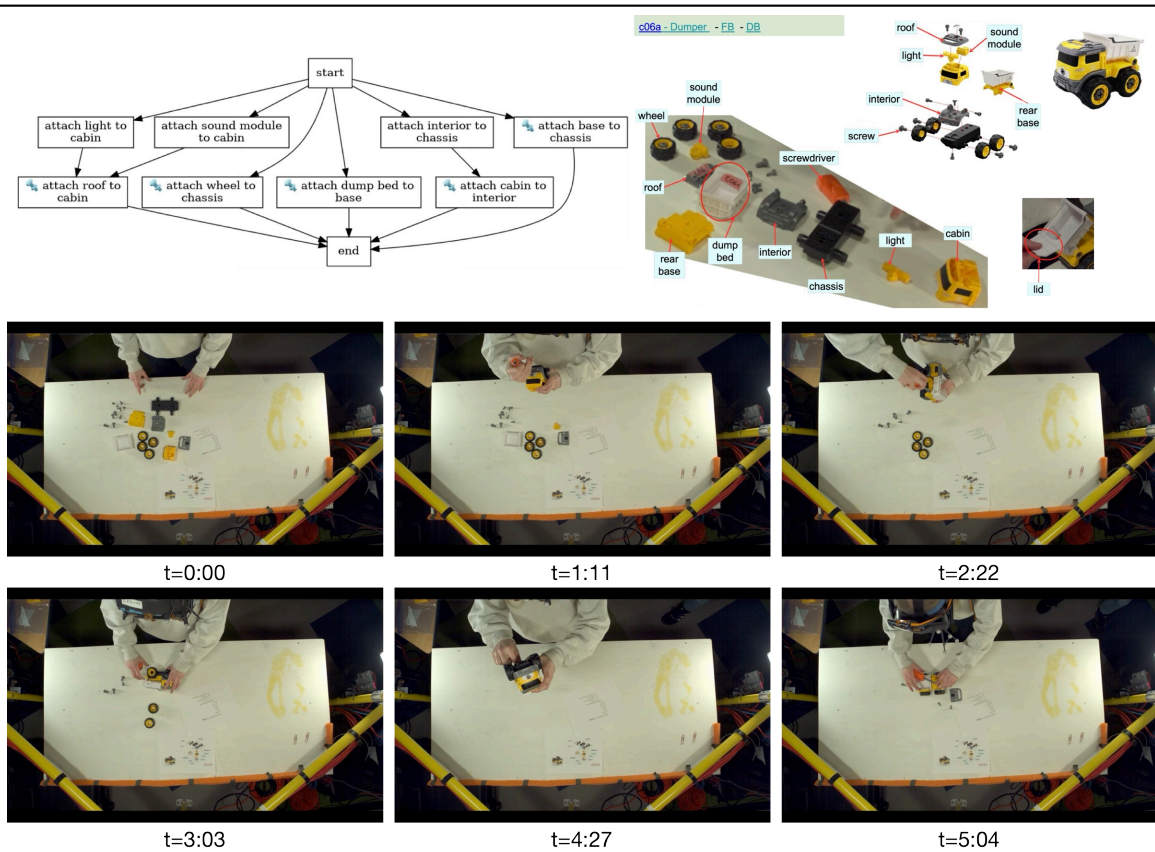 start
attach light to
cabin
attach sound module
to cabin
attach interior to
chassis
attach base to
chassis
attach roof to
cabin
attach wheel to
chassis
attach dump bed to
base
attach cabin to
interior
end
c06a - Dumper - FB - DB
roof
sound
module
light
interior
rear
base
screw
sound
module
wheel
screwdriver
roof
rear
base
dump
bed
interior
chassis
light
cabin
lid
t=0:00
t=1:11
t=2:22
t=3:03
t=4:27
t=5:04